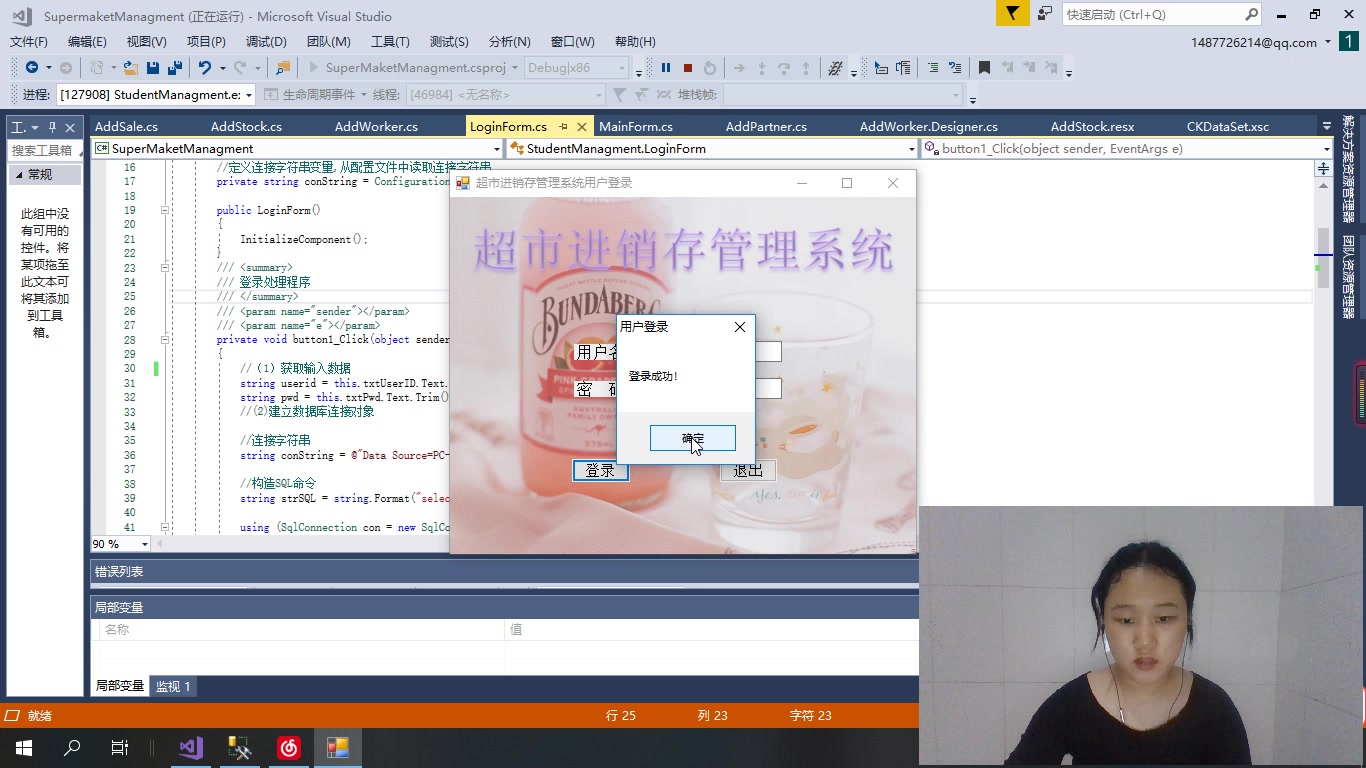 SupermaketManagment (正在运行) - Microsoft Visual Studio
快速启动 (Ctrl+Q)
文件(F) 编辑(E) 视图(V) 项目(P) 调试(D) 团队(M) 工具(T) 测试(S) 分析(N) 窗口(W) 帮助(H)
1487726214@qq.com
1
SuperMaketManagment.csproj
Debug|x86
进程: [127908] StudentManagment.e: 生命周期事件 线程: [46984] <无名称> 堆栈帧:
工.
AddSale.cs AddStock.cs AddWorker.cs LoginForm.cs MainForm.cs AddPartner.cs AddWorker.Designer.cs AddStock.resx CKDataSet.xsc
搜索工具箱
SuperMaketManagment
StudentManagment.LoginForm
button1_Click(object sender, EventArgs e)
常规
此组中没
有可用的
控件。将
某项拖至
此文本可
将其添加
到工具
箱。
16 //定义连接字符串变量,从配置文件中读取连接字符串
17 private string conString = Configuration
18
19 public LoginForm()
20 {
21 InitializeComponent();
22 }
23 /// <summary>
24 /// 登录处理程序
25 /// </summary>
26 /// <param name="sender"></param>
27 /// <param name="e"></param>
28 private void button1_Click(object sender
29 {
30 // (1) 获取输入数据
31 string userid = this.txtUserID.Text.
32 string pwd = this.txtPwd.Text.Trim()
33 //(2)建立数据库连接对象
34
35 //连接字符串
36 string conString = @"Data Source=PC-
37
38 //构造SQL命令
39 string strSQL = string.Format("selec
40
41 using (SqlConnection con = new SqlCo
90 %
超市进销存管理系统用户登录
超市进销存管理系统
BUNDABERG
PINK GRAPEFRUIT
用户名
密 码
用户登录
登录成功!
确定
登录
退出
解决方案资源管理器
团队资源管理器
错误列表
局部变量
名称 值
局部变量 监视 1
就绪
行 25 列 23 字符 23